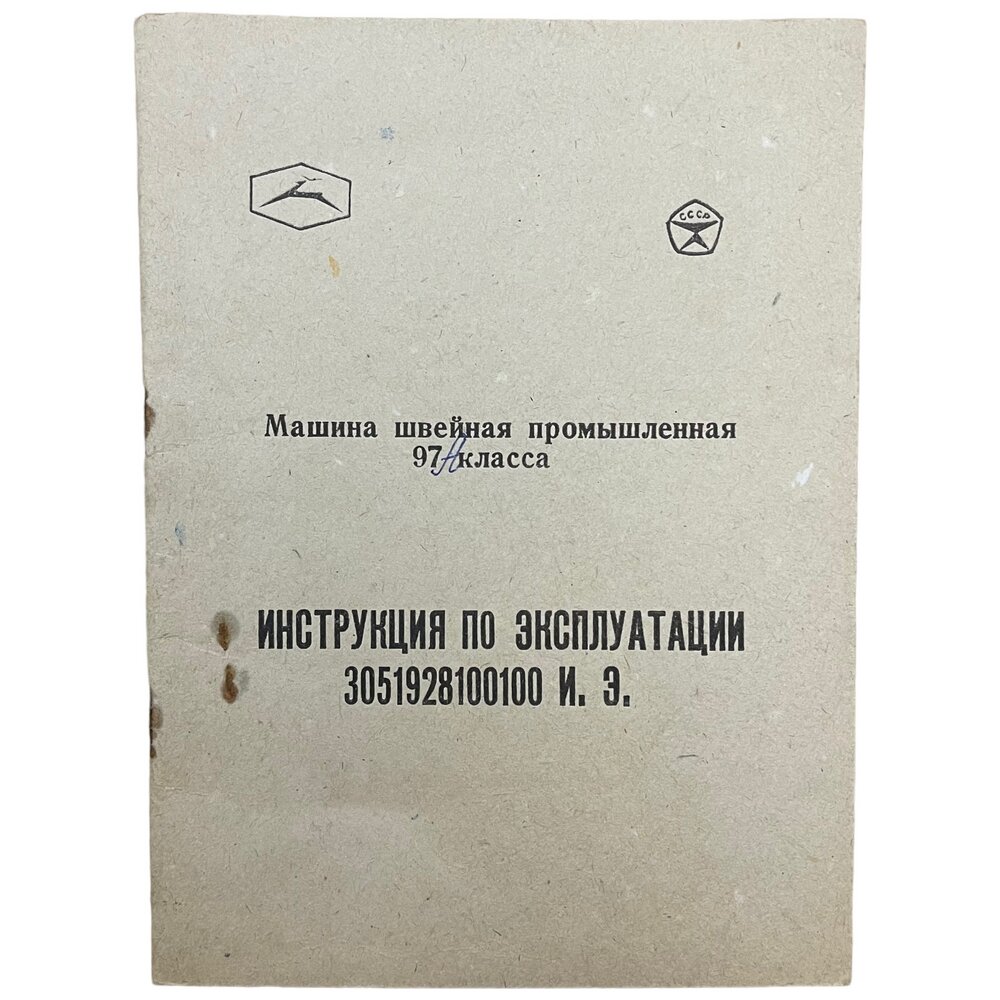 СССР
Машина швейная промышленная
97А класса
ИНСТРУКЦИЯ ПО ЭКСПЛУАТАЦИИ
3051928100100 И. Э.